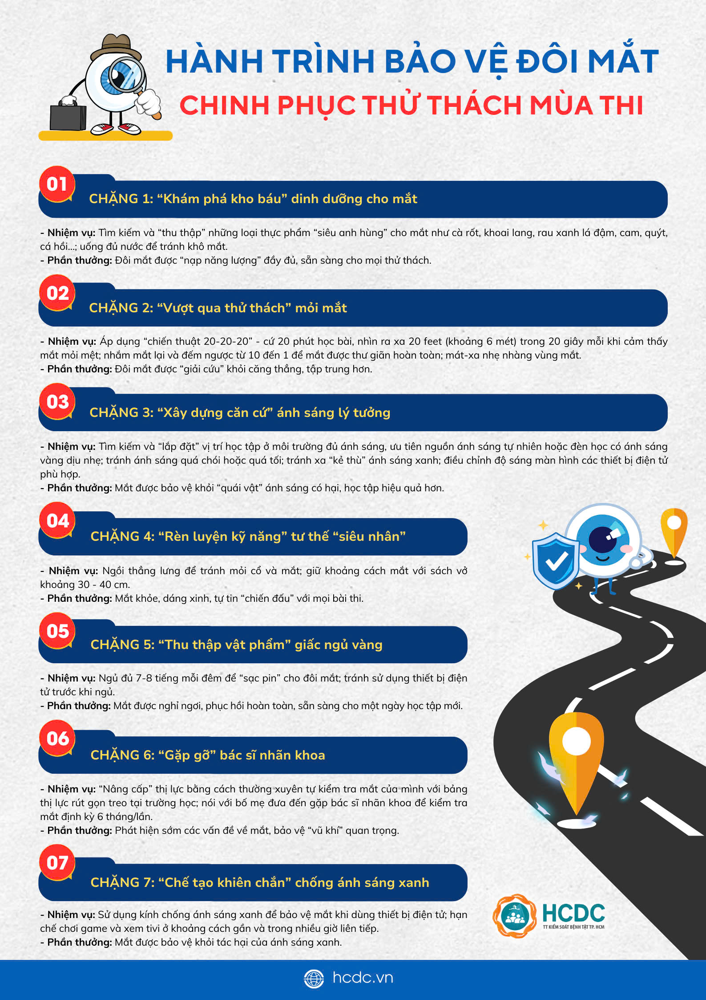 HÀNH TRÌNH BẢO VỆ ĐÔI MẮT
CHINH PHỤC THỬ THÁCH MÙA THI
01
CHẶNG 1: “Khám phá kho báu” dinh dưỡng cho mắt
- Nhiệm vụ: Tìm kiếm và “thu thập” những loại thực phẩm “siêu anh hùng” cho mắt như cà rốt, khoai lang, rau xanh lá đậm, cam, quýt,
cá hồi...; uống đủ nước để tránh khô mắt.
- Phần thưởng: Đôi mắt được “nạp năng lượng” đầy đủ, sẵn sàng cho mọi thử thách.
02
CHẶNG 2: “Vượt qua thử thách” mỏi mắt
- Nhiệm vụ: Áp dụng “chiến thuật 20-20-20” - cứ 20 phút học bài, nhìn ra xa 20 feet (khoảng 6 mét) trong 20 giây mỗi khi cảm thấy
mắt mỏi mệt; nhắm mắt lại và đếm ngược từ 10 đến 1 để mắt được thư giãn hoàn toàn; mát-xa nhẹ nhàng vùng mắt.
- Phần thưởng: Đôi mắt được “giải cứu” khỏi căng thẳng, tập trung hơn.
03
CHẶNG 3: “Xây dựng căn cứ” ánh sáng lý tưởng
- Nhiệm vụ: Tìm kiếm và “lắp đặt” vị trí học tập ở môi trường đủ ánh sáng, ưu tiên nguồn ánh sáng tự nhiên hoặc đèn học có ánh sáng
vàng dịu nhẹ; tránh ánh sáng quá chói hoặc quá tối; tránh xa “kẻ thù” ánh sáng xanh; điều chỉnh độ sáng màn hình các thiết bị điện tử
phù hợp.
- Phần thưởng: Mắt được bảo vệ khỏi “quái vật” ánh sáng có hại, học tập hiệu quả hơn.
04
CHẶNG 4: “Rèn luyện kỹ năng” tư thế “siêu nhân”
- Nhiệm vụ: Ngồi thẳng lưng để tránh mỏi cổ và mắt; giữ khoảng cách mắt với sách vở
khoảng 30 - 40 cm.
- Phần thưởng: Mắt khỏe, dáng xinh, tự tin “chiến đấu” với mọi bài thi.
05
CHẶNG 5: “Thu thập vật phẩm” giấc ngủ vàng
- Nhiệm vụ: Ngủ đủ 7-8 tiếng mỗi đêm để “sạc pin” cho đôi mắt; tránh sử dụng thiết bị điện
tử trước khi ngủ.
- Phần thưởng: Mắt được nghỉ ngơi, phục hồi hoàn toàn, sẵn sàng cho một ngày học tập mới.
06
CHẶNG 6: “Gặp gỡ” bác sĩ nhãn khoa
- Nhiệm vụ: “Nâng cấp” thị lực bằng cách thường xuyên tự kiểm tra mắt của mình với bảng
thị lực rút gọn treo tại trường học; nói với bố mẹ đưa đến gặp bác sĩ nhãn khoa để kiểm tra
mắt định kỳ 6 tháng/lần.
- Phần thưởng: Phát hiện sớm các vấn đề về mắt, bảo vệ “vũ khí” quan trọng.
07
CHẶNG 7: “Chế tạo khiên chắn” chống ánh sáng xanh
- Nhiệm vụ: Sử dụng kính chống ánh sáng xanh để bảo vệ mắt khi dùng thiết bị điện tử; hạn
chế chơi game và xem tivi ở khoảng cách gần và trong nhiều giờ liên tiếp.
- Phần thưởng: Mắt được bảo vệ khỏi tác hại của ánh sáng xanh.
HCDC
TT KIỂM SOÁT BỆNH TẬT TP. HCM
hcdc.vn